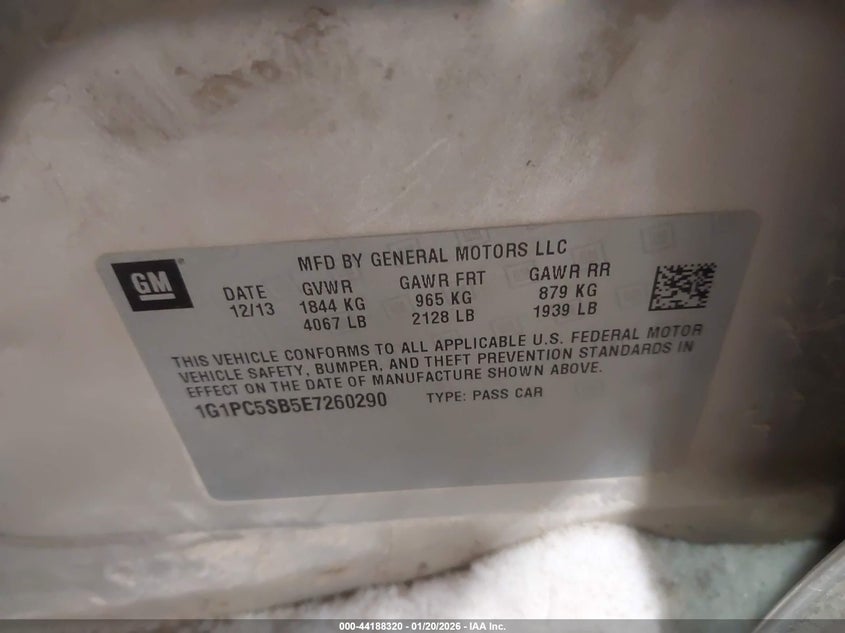 GM
MFD BY GENERAL MOTORS LLC
DATE GVWR GAWR FRT GAWR RR
12/13 1844 KG 965 KG 879 KG
4067 LB 2128 LB 1939 LB
THIS VEHICLE CONFORMS TO ALL APPLICABLE U.S. FEDERAL MOTOR
VEHICLE SAFETY, BUMPER, AND THEFT PREVENTION STANDARDS IN
EFFECT ON THE DATE OF MANUFACTURE SHOWN ABOVE.
1G1PC5SB5E7260290 TYPE: PASS CAR
000-44188320 - 01/20/2026 - IAA Inc.